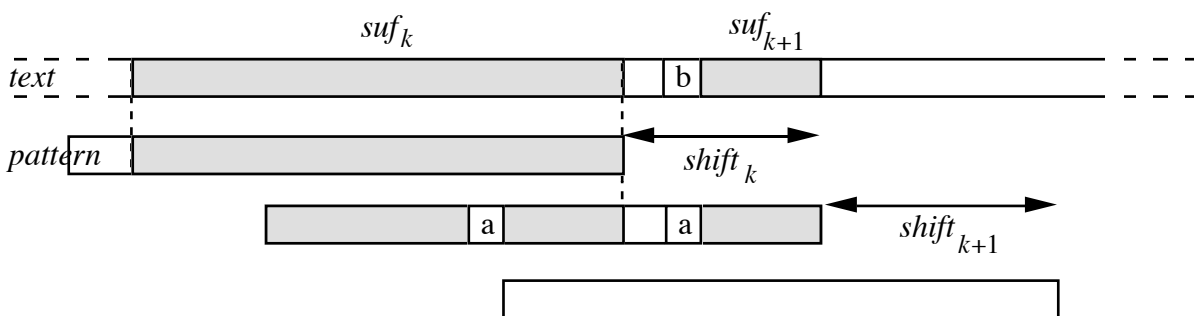 suf_k suf_{k+1}
text b
pattern shift_k
a a shift_{k+1}